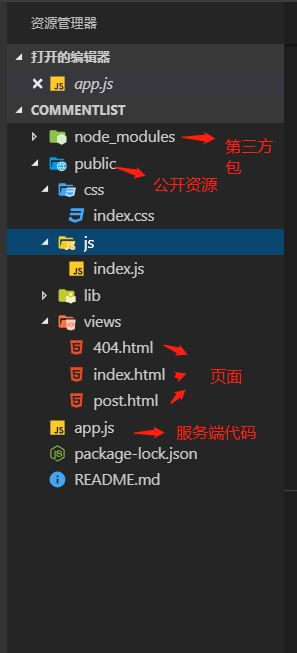 资源管理器
打开的编辑器
JS app.js
COMMENTLIST
node_modules
第三方
包
public
公开资源
css
index.css
js
JS index.js
lib
views
404.html
index.html
页面
post.html
JS app.js
服务端代码
package-lock.json
README.md